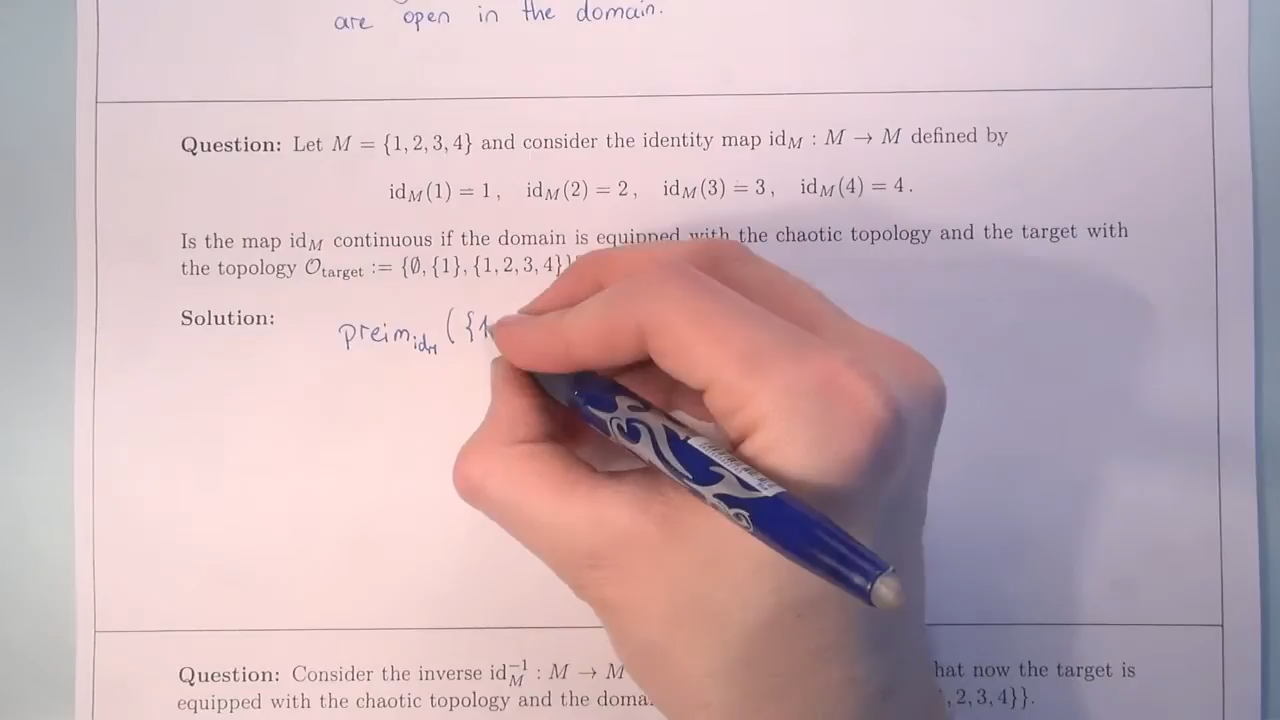 are open in the domain.
Question: Let M = {1, 2, 3, 4} and consider the identity map id_M : M → M defined by
id_M(1) = 1, id_M(2) = 2, id_M(3) = 3, id_M(4) = 4.
Is the map id_M continuous if the domain is equipped with the chaotic topology and the target with
the topology O_target := {∅, {1}, {1, 2, 3, 4}}
Solution:
preim_id_M ({1
Question: Consider the inverse id_M^{-1} : M → M hat now the target is
equipped with the chaotic topology and the doma , 2, 3, 4}}.